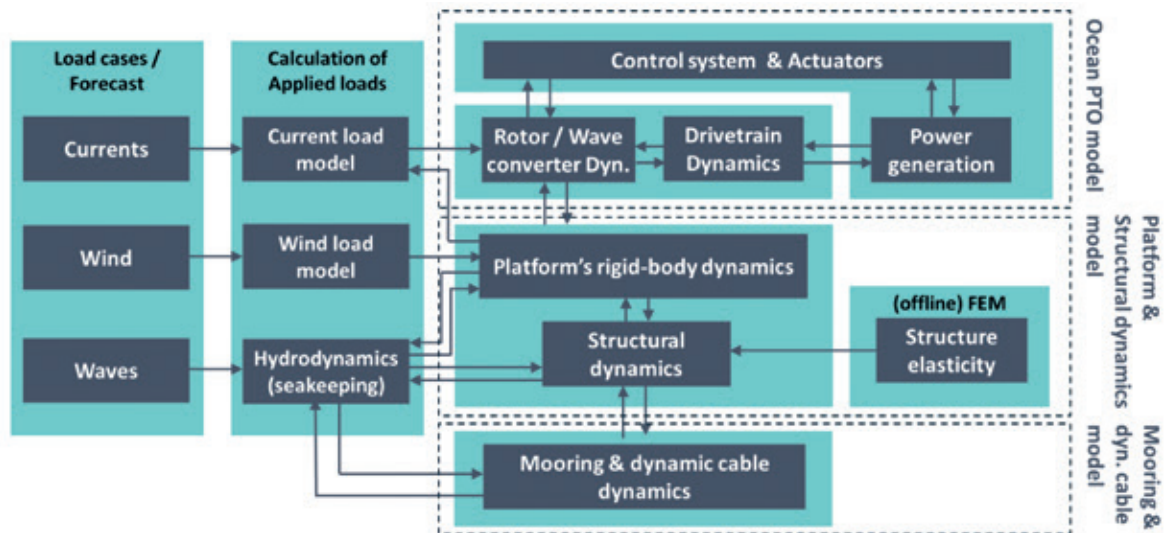 Load cases /
Forecast
Currents
Wind
Waves
Calculation of
Applied loads
Current load
model
Wind load
model
Hydrodynamics
(seakeeping)
Control system & Actuators
Rotor / Wave
converter Dyn.
Drivetrain
Dynamics
Power
generation
Ocean PTO model
Platform's rigid-body dynamics
Structural
dynamics
(offline) FEM
Structure
elasticity
Platform &
Structural dynamics
model
Mooring & dynamic cable
dynamics
Mooring &
dyn. cable
model